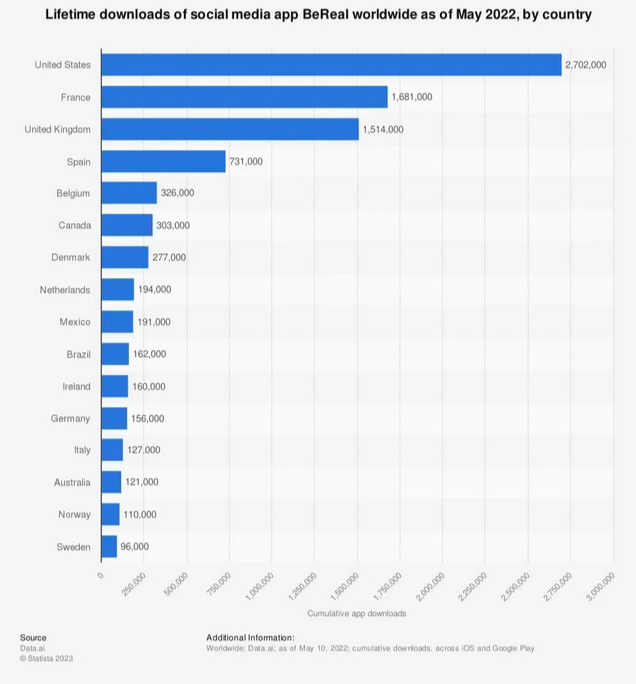 Lifetime downloads of social media app BeReal worldwide as of May 2022, by country
United States 2,702,000
France 1,681,000
United Kingdom 1,514,000
Spain 731,000
Belgium 326,000
Canada 303,000
Denmark 277,000
Netherlands 194,000
Mexico 191,000
Brazil 162,000
Ireland 160,000
Germany 156,000
Italy 127,000
Australia 121,000
Norway 110,000
Sweden 96,000
0 250,000 500,000 750,000 1,000,000 1,250,000 1,500,000 1,750,000 2,000,000 2,250,000 2,500,000 2,750,000 3,000,000
Cumulative app downloads
Source
Data.ai
© Statista 2023
Additional Information:
Worldwide; Data.ai; as of May 10, 2022; cumulative downloads, across iOS and Google Play